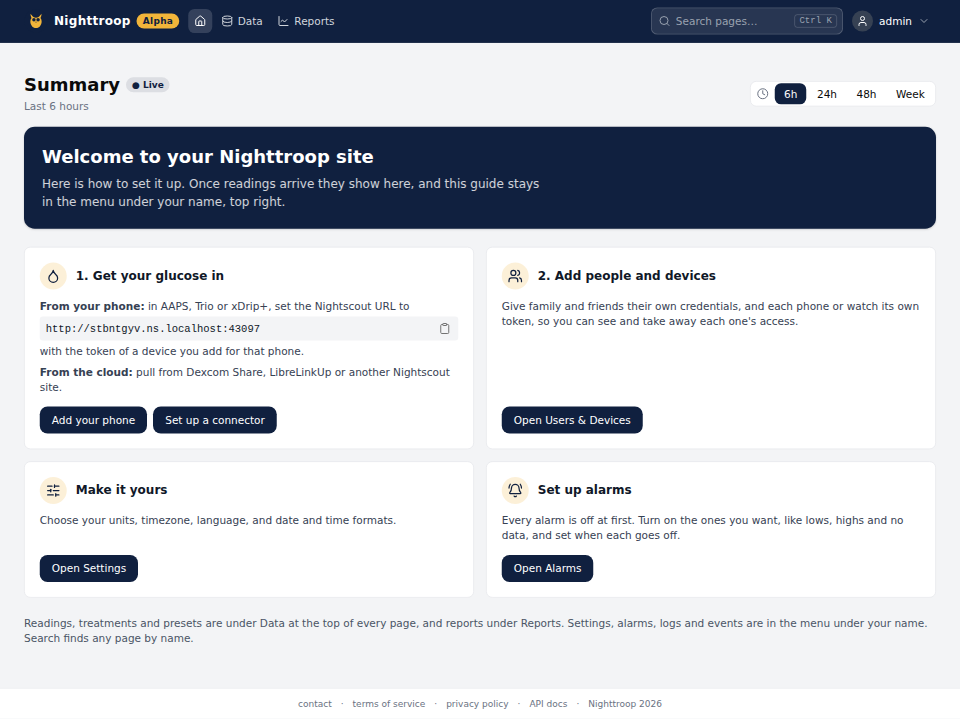 Nighttroop Alpha Data Reports Search pages... Ctrl K admin
Summary Live
Last 6 hours
6h 24h 48h Week
Welcome to your Nighttroop site
Here is how to set it up. Once readings arrive they show here, and this guide stays
in the menu under your name, top right.
1. Get your glucose in
From your phone: in AAPS, Trio or xDrip+, set the Nightscout URL to
http://stbntgyv.ns.localhost:43097
with the token of a device you add for that phone.
From the cloud: pull from Dexcom Share, LibreLinkUp or another Nightscout
site.
Add your phone Set up a connector
2. Add people and devices
Give family and friends their own credentials, and each phone or watch its own
token, so you can see and take away each one's access.
Open Users & Devices
Make it yours
Choose your units, timezone, language, and date and time formats.
Open Settings
Set up alarms
Every alarm is off at first. Turn on the ones you want, like lows, highs and no
data, and set when each goes off.
Open Alarms
Readings, treatments and presets are under Data at the top of every page, and reports under Reports. Settings, alarms, logs and events are in the menu under your name.
Search finds any page by name.
contact · terms of service · privacy policy · API docs · Nighttroop 2026